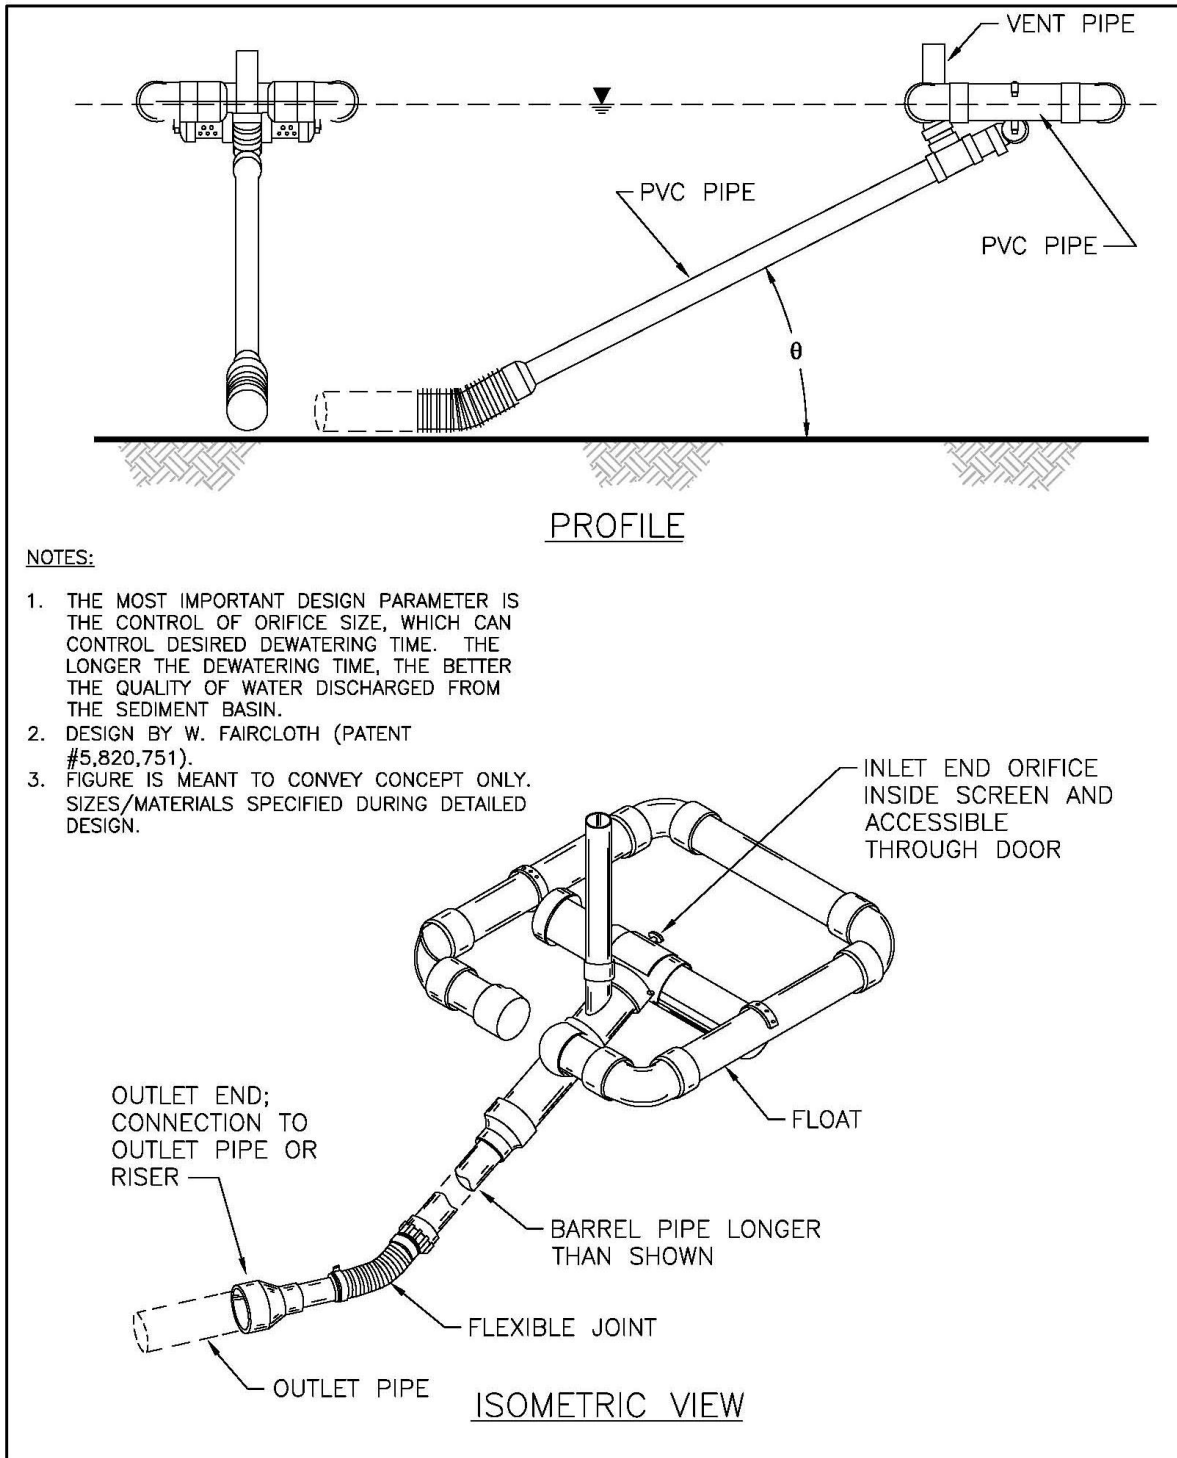 VENT PIPE
PVC PIPE
PVC PIPE
θ
PROFILE
NOTES:
1. THE MOST IMPORTANT DESIGN PARAMETER IS
THE CONTROL OF ORIFICE SIZE, WHICH CAN
CONTROL DESIRED DEWATERING TIME. THE
LONGER THE DEWATERING TIME, THE BETTER
THE QUALITY OF WATER DISCHARGED FROM
THE SEDIMENT BASIN.
2. DESIGN BY W. FAIRCLOTH (PATENT
#5,820,751).
3. FIGURE IS MEANT TO CONVEY CONCEPT ONLY.
SIZES/MATERIALS SPECIFIED DURING DETAILED
DESIGN.
INLET END ORIFICE
INSIDE SCREEN AND
ACCESSIBLE
THROUGH DOOR
OUTLET END;
CONNECTION TO
OUTLET PIPE OR
RISER
FLOAT
BARREL PIPE LONGER
THAN SHOWN
FLEXIBLE JOINT
OUTLET PIPE
ISOMETRIC VIEW